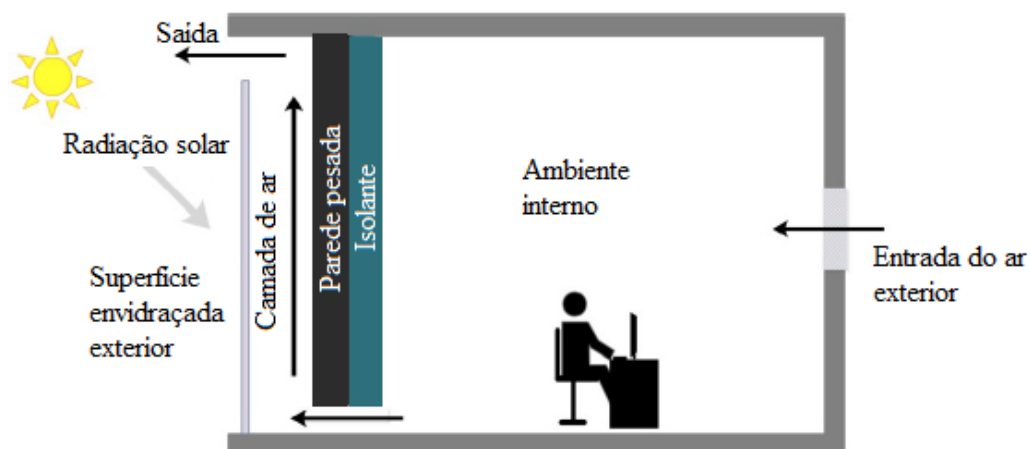 Saída
Radiação solar
Superfície
envidraçada
exterior
Camada de ar
Parede pesada
Isolante
Ambiente
interno
Entrada do ar
exterior